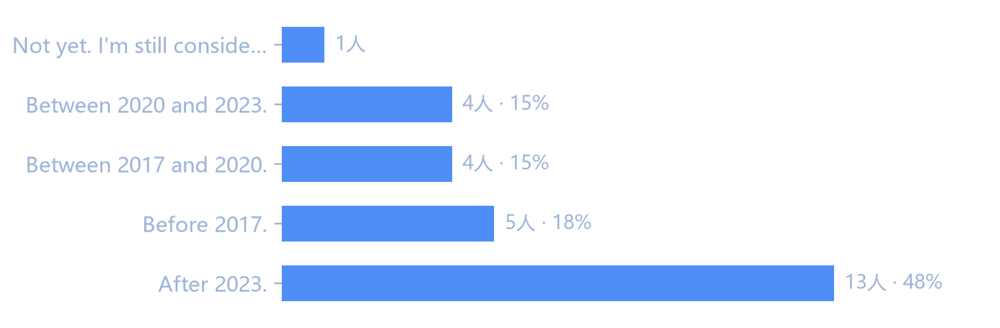 Not yet. I'm still conside... 1人
Between 2020 and 2023. 4人 · 15%
Between 2017 and 2020. 4人 · 15%
Before 2017. 5人 · 18%
After 2023. 13人 · 48%